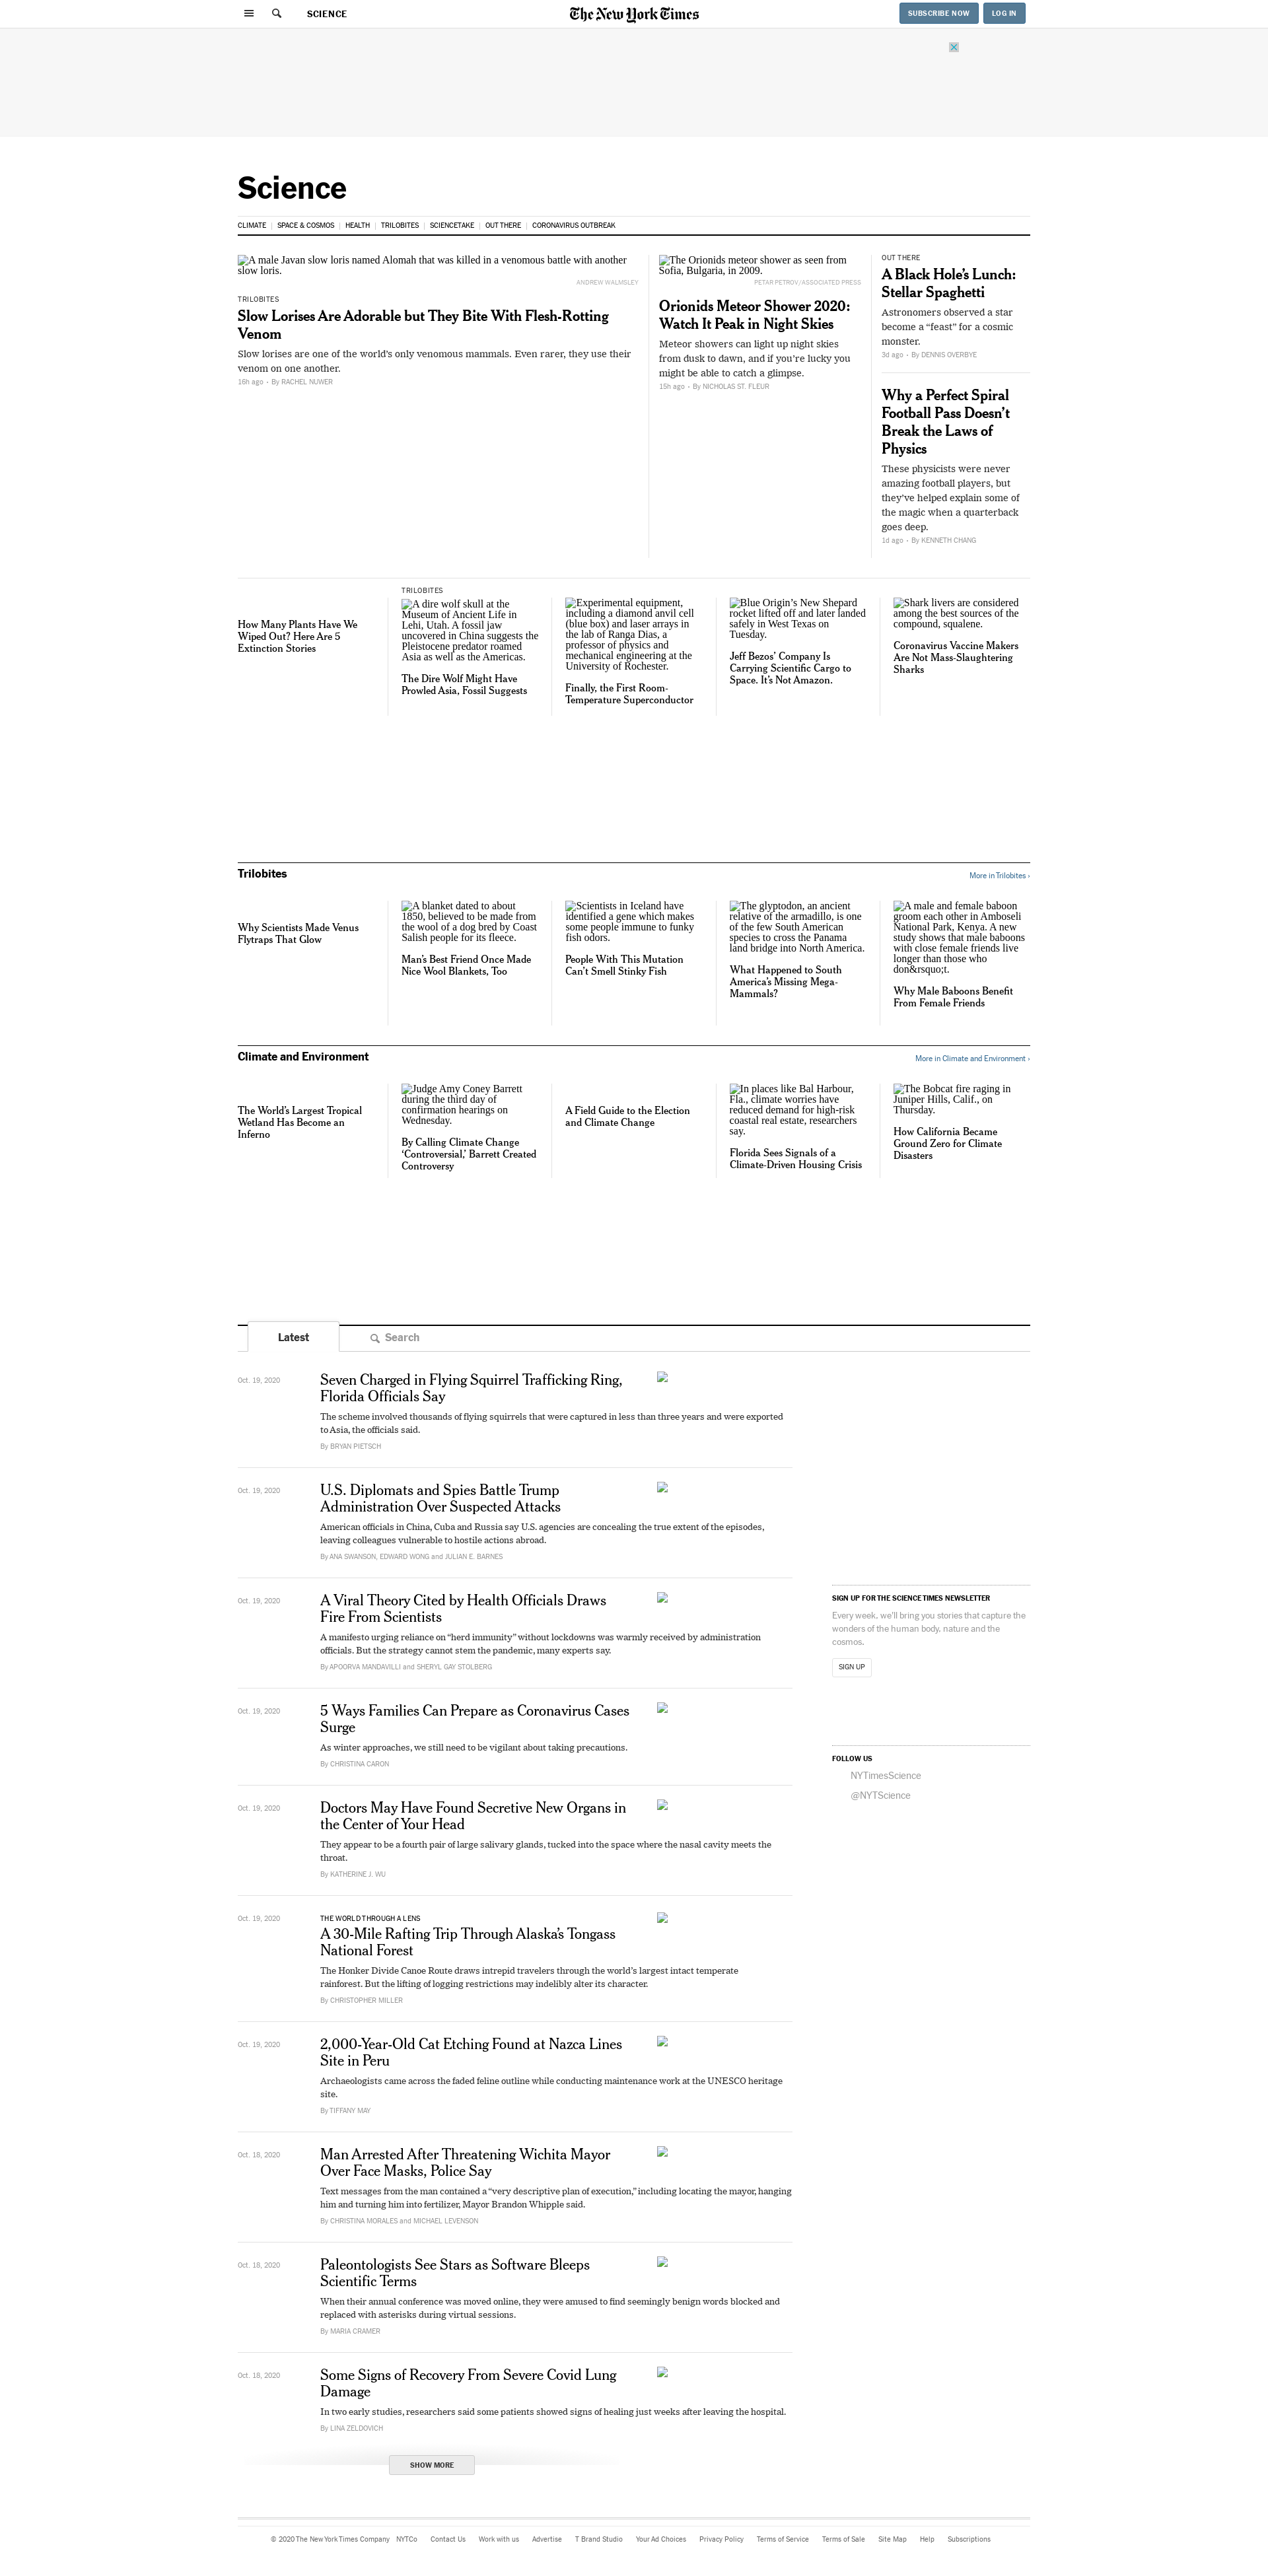 SCIENCE
The New York Times
SUBSCRIBE NOW
LOG IN
Science
CLIMATE
SPACE & COSMOS
HEALTH
TRILOBITES
SCIENCETAKE
OUT THERE
CORONAVIRUS OUTBREAK
A male Javan slow loris named Alomah that was killed in a venomous battle with another
slow loris.
ANDREW WALMSLEY
TRILOBITES
Slow Lorises Are Adorable but They Bite With Flesh-Rotting
Venom
Slow lorises are one of the world's only venomous mammals. Even rarer, they use their
venom on one another.
16h ago • By RACHEL NUWER
The Orionids meteor shower as seen from
Sofia, Bulgaria, in 2009.
PETAR PETROV/ASSOCIATED PRESS
Orionids Meteor Shower 2020:
Watch It Peak in Night Skies
Meteor showers can light up night skies
from dusk to dawn, and if you're lucky you
might be able to catch a glimpse.
15h ago • By NICHOLAS ST. FLEUR
OUT THERE
A Black Hole's Lunch:
Stellar Spaghetti
Astronomers observed a star
become a “feast” for a cosmic
monster.
3d ago • By DENNIS OVERBYE
Why a Perfect Spiral
Football Pass Doesn't
Break the Laws of
Physics
These physicists were never
amazing football players, but
they've helped explain some of
the magic when a quarterback
goes deep.
1d ago • By KENNETH CHANG
How Many Plants Have We
Wiped Out? Here Are 5
Extinction Stories
TRILOBITES
A dire wolf skull at the
Museum of Ancient Life in
Lehi, Utah. A fossil jaw
uncovered in China suggests the
Pleistocene predator roamed
Asia as well as the Americas.
The Dire Wolf Might Have
Prowled Asia, Fossil Suggests
Experimental equipment,
including a diamond anvil cell
(blue box) and laser arrays in
the lab of Ranga Dias, a
professor of physics and
mechanical engineering at the
University of Rochester.
Finally, the First Room-
Temperature Superconductor
Blue Origin's New Shepard
rocket lifted off and later landed
safely in West Texas on
Tuesday.
Jeff Bezos' Company Is
Carrying Scientific Cargo to
Space. It's Not Amazon.
Shark livers are considered
among the best sources of the
compound, squalene.
Coronavirus Vaccine Makers
Are Not Mass-Slaughtering
Sharks
Trilobites
More in Trilobites ›
Why Scientists Made Venus
Flytraps That Glow
A blanket dated to about
1850, believed to be made from
the wool of a dog bred by Coast
Salish people for its fleece.
Man's Best Friend Once Made
Nice Wool Blankets, Too
Scientists in Iceland have
identified a gene which makes
some people immune to funky
fish odors.
People With This Mutation
Can't Smell Stinky Fish
The glyptodon, an ancient
relative of the armadillo, is one
of the few South American
species to cross the Panama
land bridge into North America.
What Happened to South
America's Missing Mega-
Mammals?
A male and female baboon
groom each other in Amboseli
National Park, Kenya. A new
study shows that male baboons
with close female friends live
longer than those who
don&rsquo;t.
Why Male Baboons Benefit
From Female Friends
Climate and Environment
More in Climate and Environment ›
The World's Largest Tropical
Wetland Has Become an
Inferno
Judge Amy Coney Barrett
during the third day of
confirmation hearings on
Wednesday.
By Calling Climate Change
‘Controversial,’ Barrett Created
Controversy
A Field Guide to the Election
and Climate Change
In places like Bal Harbour,
Fla., climate worries have
reduced demand for high-risk
coastal real estate, researchers
say.
Florida Sees Signals of a
Climate-Driven Housing Crisis
The Bobcat fire raging in
Juniper Hills, Calif., on
Thursday.
How California Became
Ground Zero for Climate
Disasters
Latest
Search
Oct. 19, 2020
Seven Charged in Flying Squirrel Trafficking Ring,
Florida Officials Say
The scheme involved thousands of flying squirrels that were captured in less than three years and were exported
to Asia, the officials said.
By BRYAN PIETSCH
Oct. 19, 2020
U.S. Diplomats and Spies Battle Trump
Administration Over Suspected Attacks
American officials in China, Cuba and Russia say U.S. agencies are concealing the true extent of the episodes,
leaving colleagues vulnerable to hostile actions abroad.
By ANA SWANSON, EDWARD WONG and JULIAN E. BARNES
Oct. 19, 2020
A Viral Theory Cited by Health Officials Draws
Fire From Scientists
A manifesto urging reliance on “herd immunity” without lockdowns was warmly received by administration
officials. But the strategy cannot stem the pandemic, many experts say.
By APOORVA MANDAVILLI and SHERYL GAY STOLBERG
Oct. 19, 2020
5 Ways Families Can Prepare as Coronavirus Cases
Surge
As winter approaches, we still need to be vigilant about taking precautions.
By CHRISTINA CARON
Oct. 19, 2020
Doctors May Have Found Secretive New Organs in
the Center of Your Head
They appear to be a fourth pair of large salivary glands, tucked into the space where the nasal cavity meets the
throat.
By KATHERINE J. WU
Oct. 19, 2020
THE WORLD THROUGH A LENS
A 30-Mile Rafting Trip Through Alaska's Tongass
National Forest
The Honker Divide Canoe Route draws intrepid travelers through the world's largest intact temperate
rainforest. But the lifting of logging restrictions may indelibly alter its character.
By CHRISTOPHER MILLER
Oct. 19, 2020
2,000-Year-Old Cat Etching Found at Nazca Lines
Site in Peru
Archaeologists came across the faded feline outline while conducting maintenance work at the UNESCO heritage
site.
By TIFFANY MAY
Oct. 18, 2020
Man Arrested After Threatening Wichita Mayor
Over Face Masks, Police Say
Text messages from the man contained a “very descriptive plan of execution,” including locating the mayor, hanging
him and turning him into fertilizer, Mayor Brandon Whipple said.
By CHRISTINA MORALES and MICHAEL LEVENSON
Oct. 18, 2020
Paleontologists See Stars as Software Bleeps
Scientific Terms
When their annual conference was moved online, they were amused to find seemingly benign words blocked and
replaced with asterisks during virtual sessions.
By MARIA CRAMER
Oct. 18, 2020
Some Signs of Recovery From Severe Covid Lung
Damage
In two early studies, researchers said some patients showed signs of healing just weeks after leaving the hospital.
By LINA ZELDOVICH
SHOW MORE
SIGN UP FOR THE SCIENCE TIMES NEWSLETTER
Every week, we'll bring you stories that capture the
wonders of the human body, nature and the
cosmos.
SIGN UP
FOLLOW US
NYTimesScience
@NYTScience
© 2020 The New York Times Company
NYTCo
Contact Us
Work with us
Advertise
T Brand Studio
Your Ad Choices
Privacy Policy
Terms of Service
Terms of Sale
Site Map
Help
Subscriptions